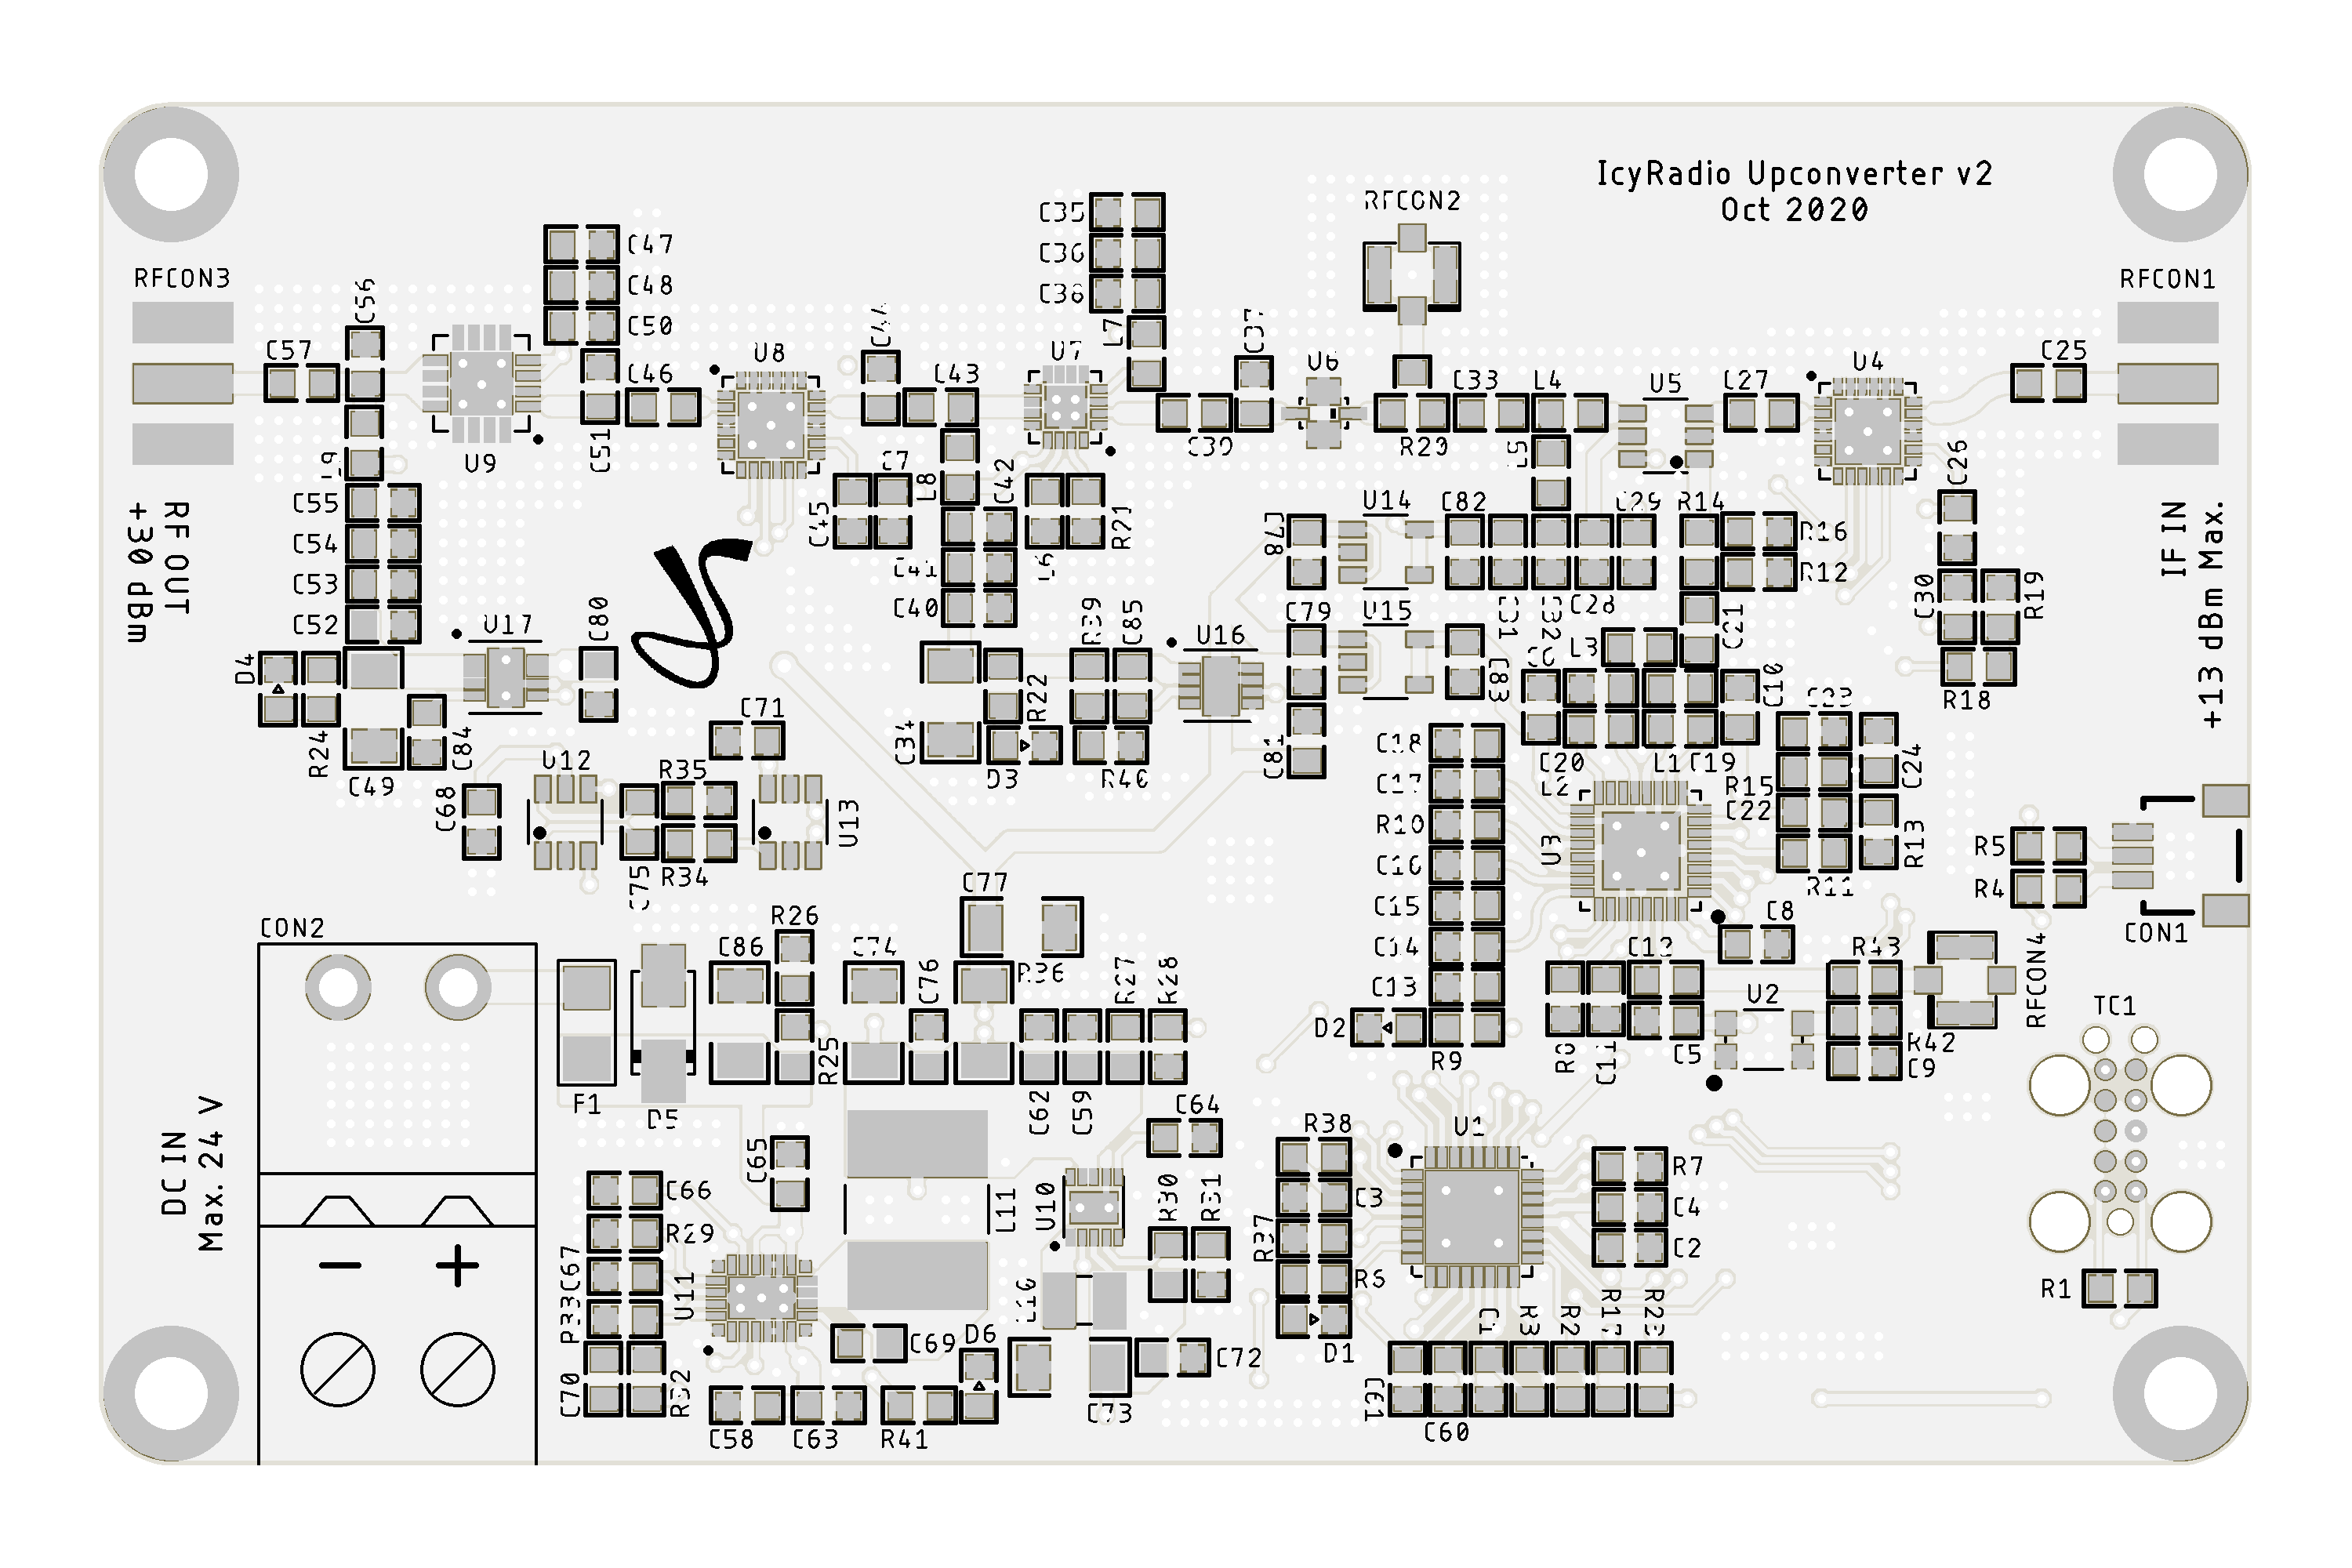 IcyRadio Upconverter v2
Oct 2020
RFCON2
RFCON3
RFCON1
C35
C36
C38
C47
C48
C50
C56
C57
L7
C37
U8
U7
U6
C46
C43
C33
L4
U5
C27
U4
C25
C39
R29
L5
U9
C51
C7
L8
C42
C26
C55
C54
C53
C52
C45
R21
L6
C41
C40
C78
U14
C82
C29
R14
R16
R12
C31
C32
C28
C30
R19
RF OUT
+30 dBm
IF IN
+13 dBm Max.
U17
C80
R39
C85
U16
C79
U15
C83
L3
C21
C10
R18
D4
R24
C49
C84
C71
C34
R22
D3
R40
C81
C18
C17
R10
C16
C15
C14
C13
C20
L2
L1
C19
C23
R15
C22
C24
R13
R11
U3
U12
R35
U13
C68
C75
R34
R5
R4
CON1
C77
CON2
R26
C86
C74
C76
R36
R27
R28
R25
C8
C12
R43
U2
RFCON4
TC1
D2
R9
C11
C5
R42
C9
F1
D5
C62
C59
C64
C65
R38
U1
R7
C4
C2
C3
R37
R6
D1
DC IN
Max. 24 V
C66
R29
C67
R33
U11
L11
U10
R30
R31
L10
C70
R32
C69
D6
C72
C73
C58
C63
R41
C61
C60
C1
R3
R2
R17
R23
R1
− +